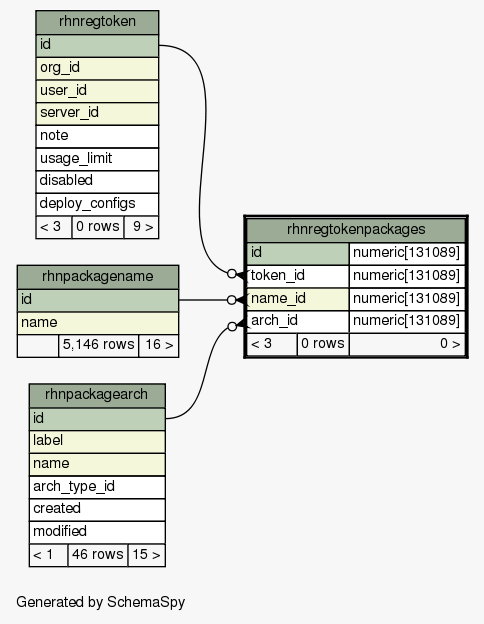 rhnregtoken
id
org_id
user_id
server_id
note
usage_limit
disabled
deploy_configs
< 3 0 rows 9 >
rhnregtokenpackages
id numeric[131089]
token_id numeric[131089]
name_id numeric[131089]
arch_id numeric[131089]
< 3 0 rows 0 >
rhnpackagename
id
name
5,146 rows 16 >
rhnpackagearch
id
label
name
arch_type_id
created
modified
< 1 46 rows 15 >
Generated by SchemaSpy